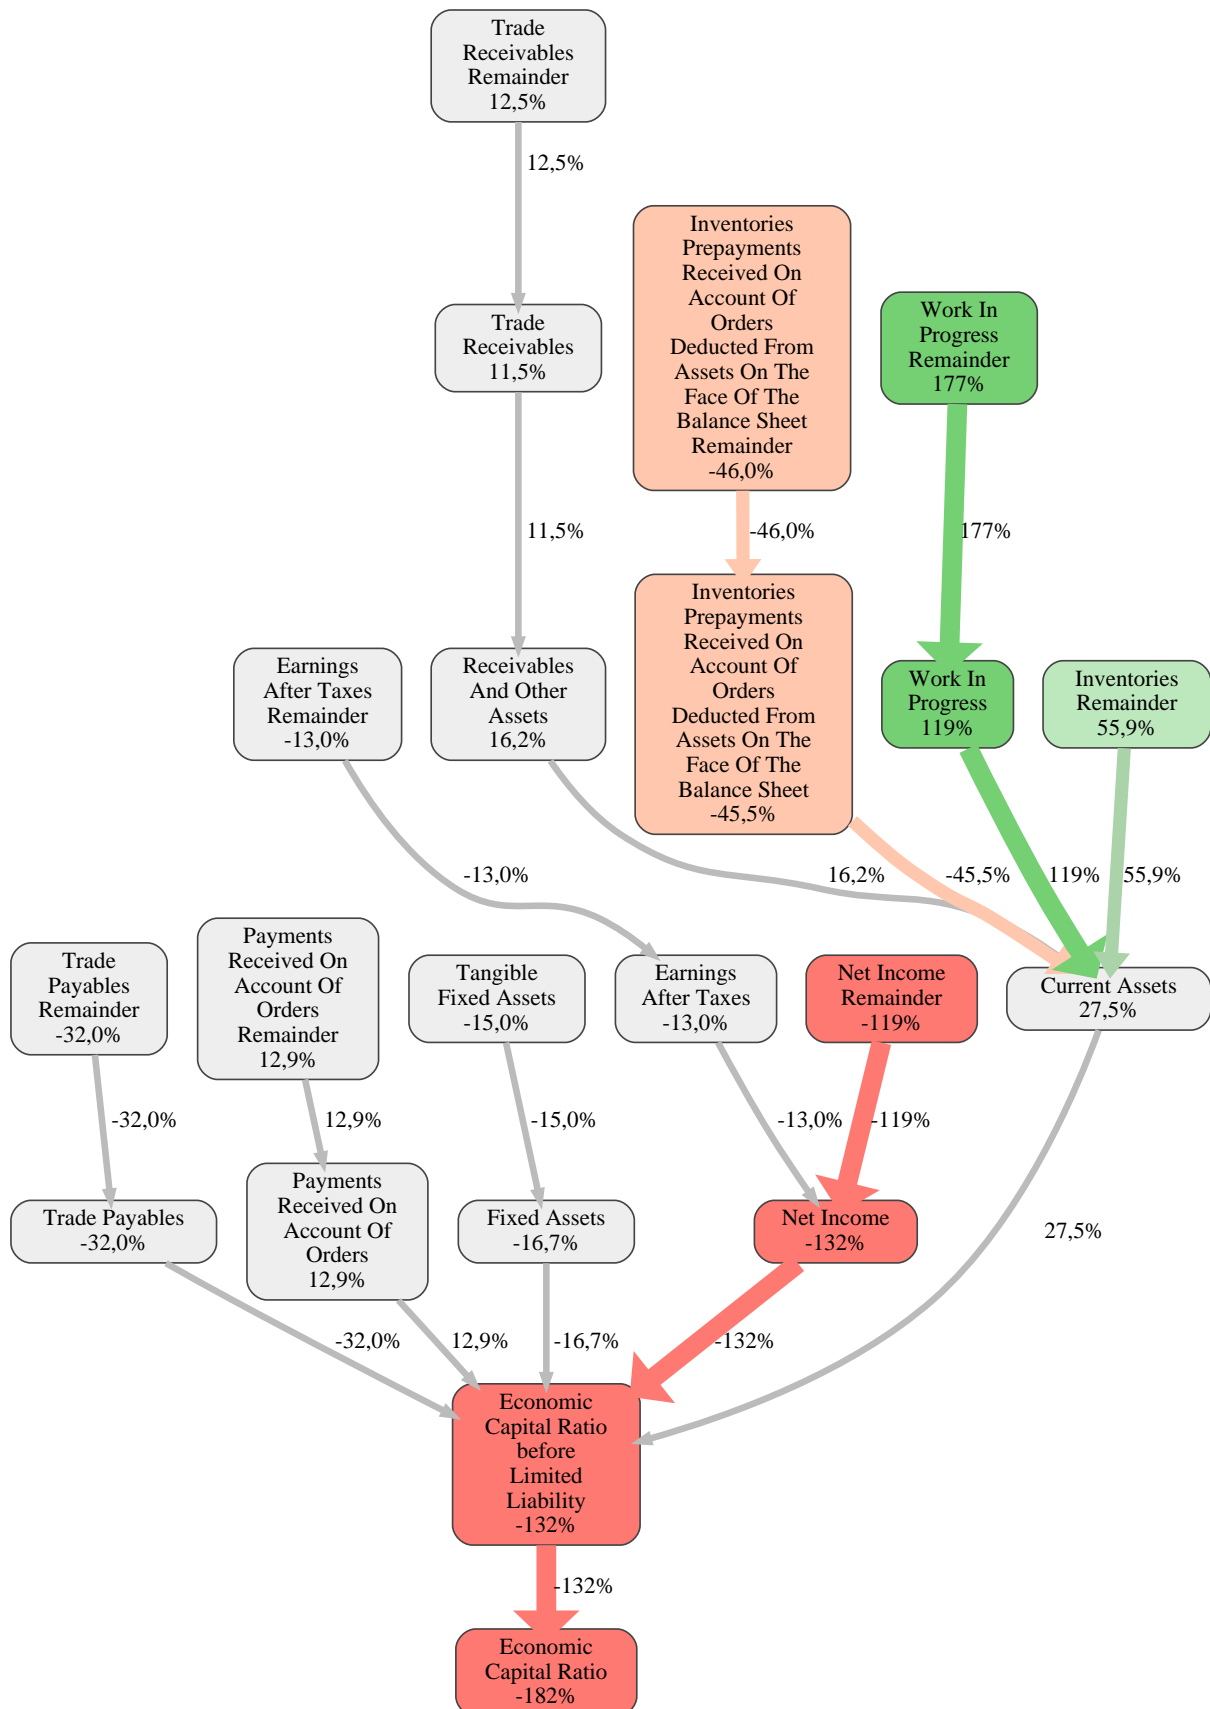 Trade
Receivables
Remainder
12,5%
12,5%
Inventories
Prepayments
Received On
Account Of
Orders
Deducted From
Assets On The
Face Of The
Balance Sheet
Remainder
-46,0%
Work In
Progress
Remainder
177%
Trade
Receivables
11,5%
11,5%
-46,0%
177%
Earnings
After Taxes
Remainder
-13,0%
Receivables
And Other
Assets
16,2%
Inventories
Prepayments
Received On
Account Of
Orders
Deducted From
Assets On The
Face Of The
Balance Sheet
-45,5%
Work In
Progress
119%
Inventories
Remainder
55,9%
-13,0%
16,2%
-45,5%
119%
55,9%
Trade
Payables
Remainder
-32,0%
Payments
Received On
Account Of
Orders
Remainder
12,9%
Tangible
Fixed Assets
-15,0%
Earnings
After Taxes
-13,0%
Net Income
Remainder
-119%
Current Assets
27,5%
-32,0%
12,9%
-15,0%
-13,0%
-119%
Trade Payables
-32,0%
Payments
Received On
Account Of
Orders
12,9%
Fixed Assets
-16,7%
Net Income
-132%
27,5%
-32,0%
12,9%
-16,7%
-132%
Economic
Capital Ratio
before
Limited
Liability
-132%
-132%
Economic
Capital Ratio
-182%